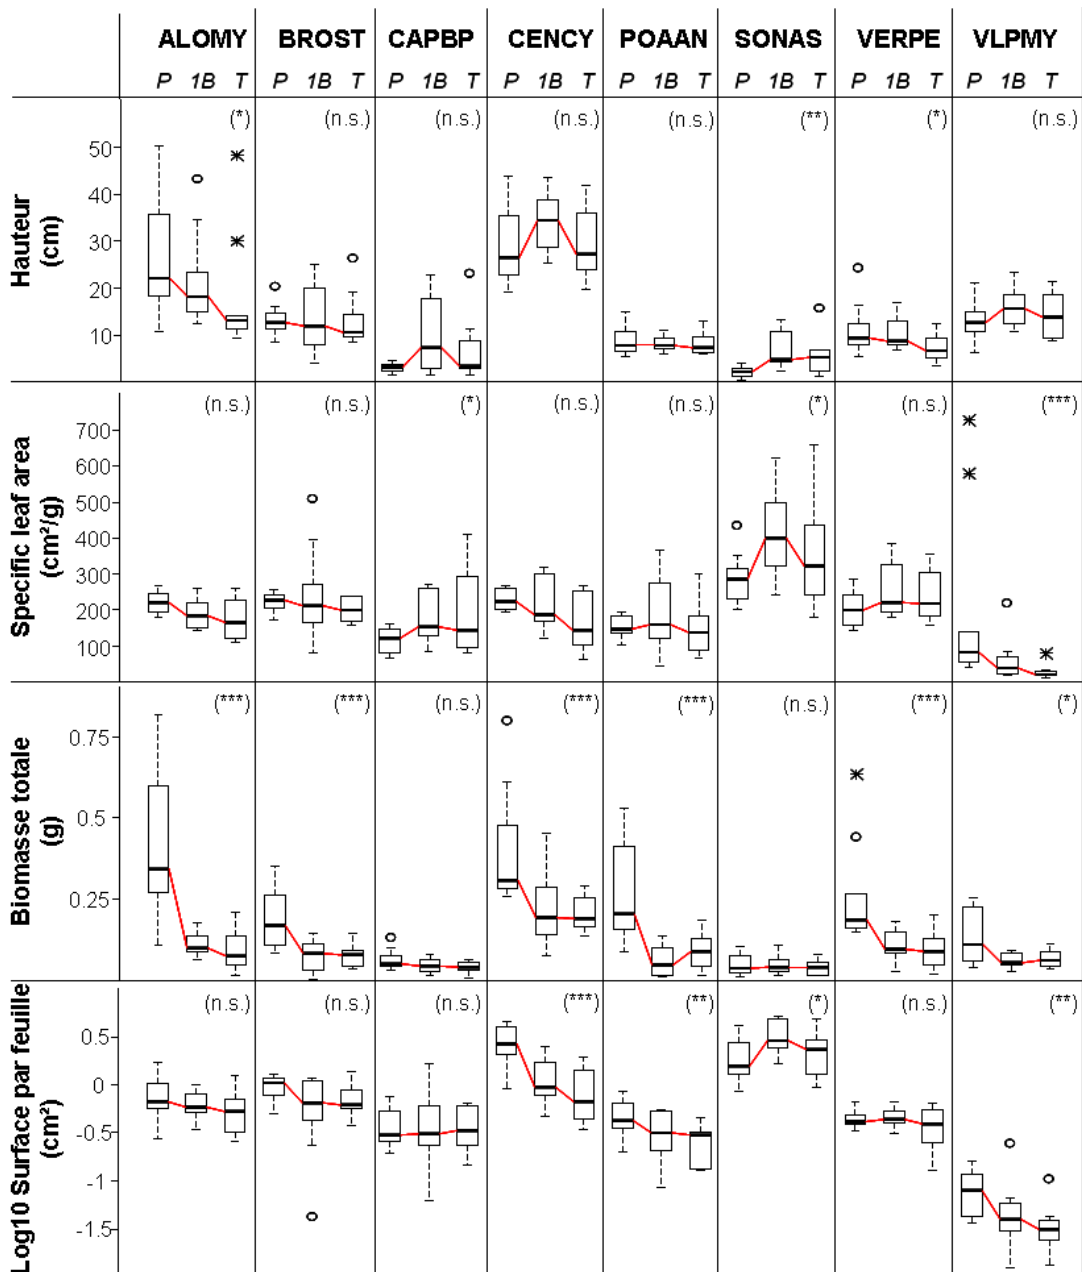 ALOMY BROST CAPBP CENCY POAAN SONAS VERPE VLPMY
P 1B T P 1B T P 1B T P 1B T P 1B T P 1B T P 1B T P 1B T
Hauteur
(cm)
50
40
30
20
10
(*) (n.s.) (n.s.) (n.s.) (n.s.) (**) (*) (n.s.)
Specific leaf area
(cm²/g)
700
600
500
400
300
200
100
(n.s.) (n.s.) (*) (n.s.) (n.s.) (*) (n.s.) (***)
Biomasse totale
(g)
0.75
0.5
0.25
(***) (***) (n.s.) (***) (***) (n.s.) (***) (*)
Log10 Surface par feuille
(cm²)
0.5
0
-0.5
-1
-1.5
(n.s.) (n.s.) (n.s.) (***) (**) (*) (n.s.) (**)